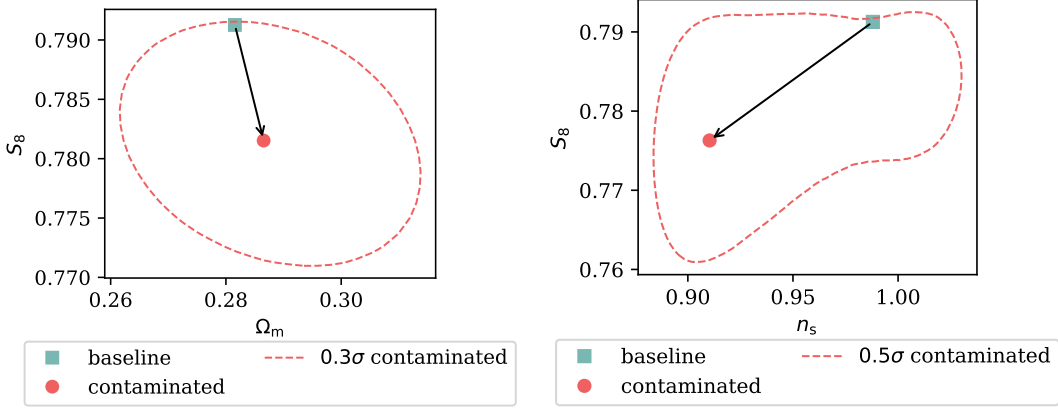 0.790
0.785
0.780
0.775
0.770
S8
0.26 0.28 0.30
Ωm
baseline
contaminated
0.3σ contaminated
0.79
0.78
0.77
0.76
S8
0.90 0.95 1.00
ns
baseline
contaminated
0.5σ contaminated